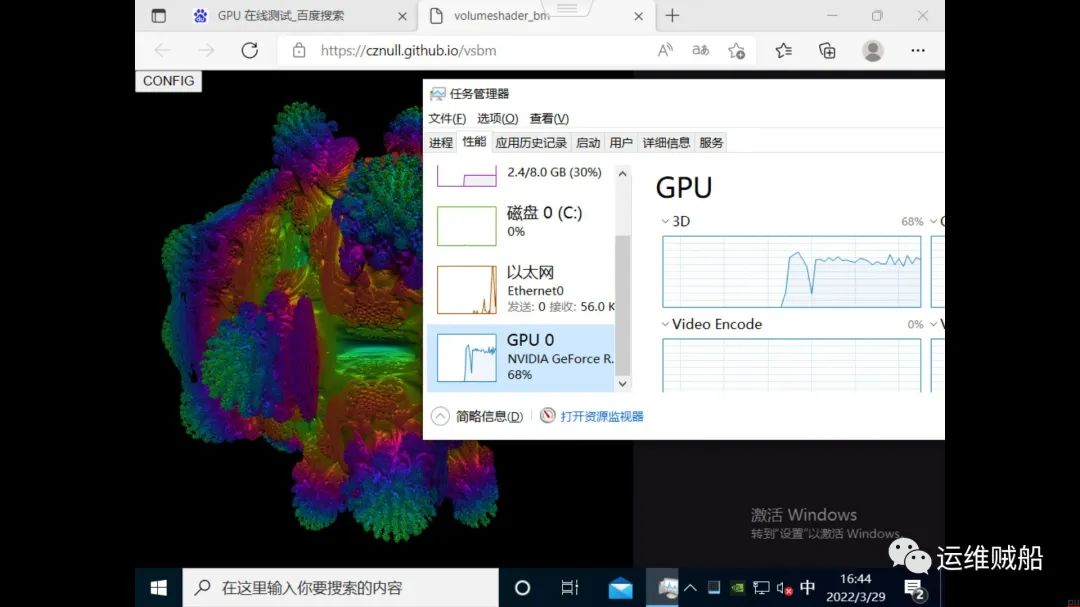 GPU 在线测试_百度搜索
volumeshader_bm
https://cznull.github.io/vsbm
CONFIG
任务管理器
文件(F) 选项(O) 查看(V)
进程 性能 应用历史记录 启动 用户 详细信息 服务
2.4/8.0 GB (30%)
磁盘 0 (C:)
0%
以太网
Ethernet0
发送: 0 接收: 56.0 K
GPU 0
NVIDIA GeForce R.
68%
GPU
3D 68%
Video Encode 0%
简略信息(D) 打开资源监视器
激活 Windows
转到"设置"以激活 Windows。
运维贼船
在这里输入你要搜索的内容
中
16:44
2022/3/29
2